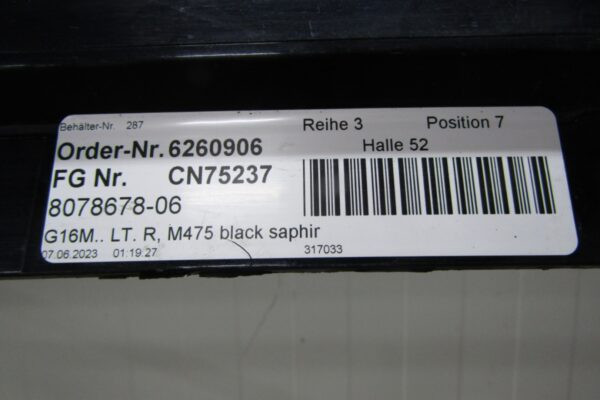 Behälter-Nr. 287 Reihe 3 Position 7
Order-Nr. 6260906 Halle 52
FG Nr. CN75237
8078678-06
G16M.. LT. R, M475 black saphir
07.06.2023 01.19.27 317033